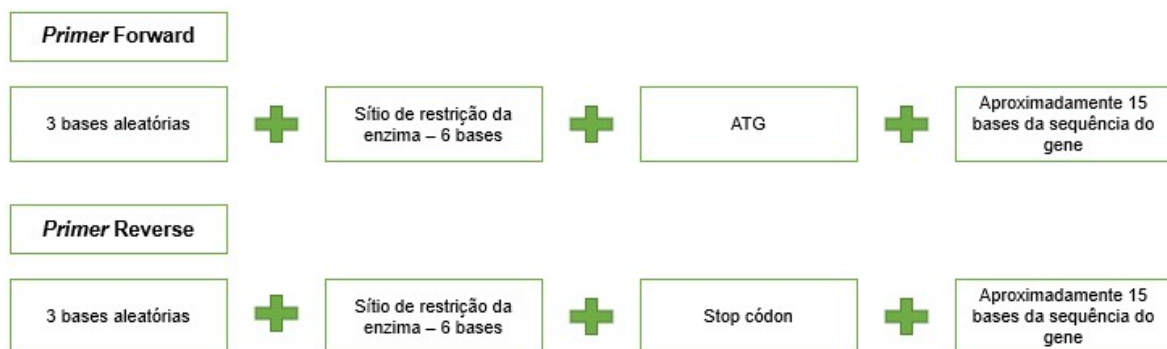 Primer Forward
3 bases aleatórias
Sítio de restrição da
enzima – 6 bases
ATG
Aproximadamente 15
bases da sequência do
gene
Primer Reverse
3 bases aleatórias
Sítio de restrição da
enzima – 6 bases
Stop códon
Aproximadamente 15
bases da sequência do
gene